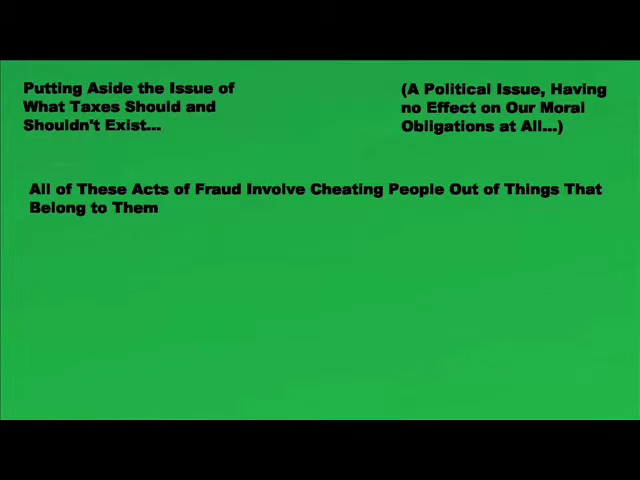 Putting Aside the Issue of
What Taxes Should and
Shouldn't Exist...
(A Political Issue, Having
no Effect on Our Moral
Obligations at All...)
All of These Acts of Fraud Involve Cheating People Out of Things That
Belong to Them